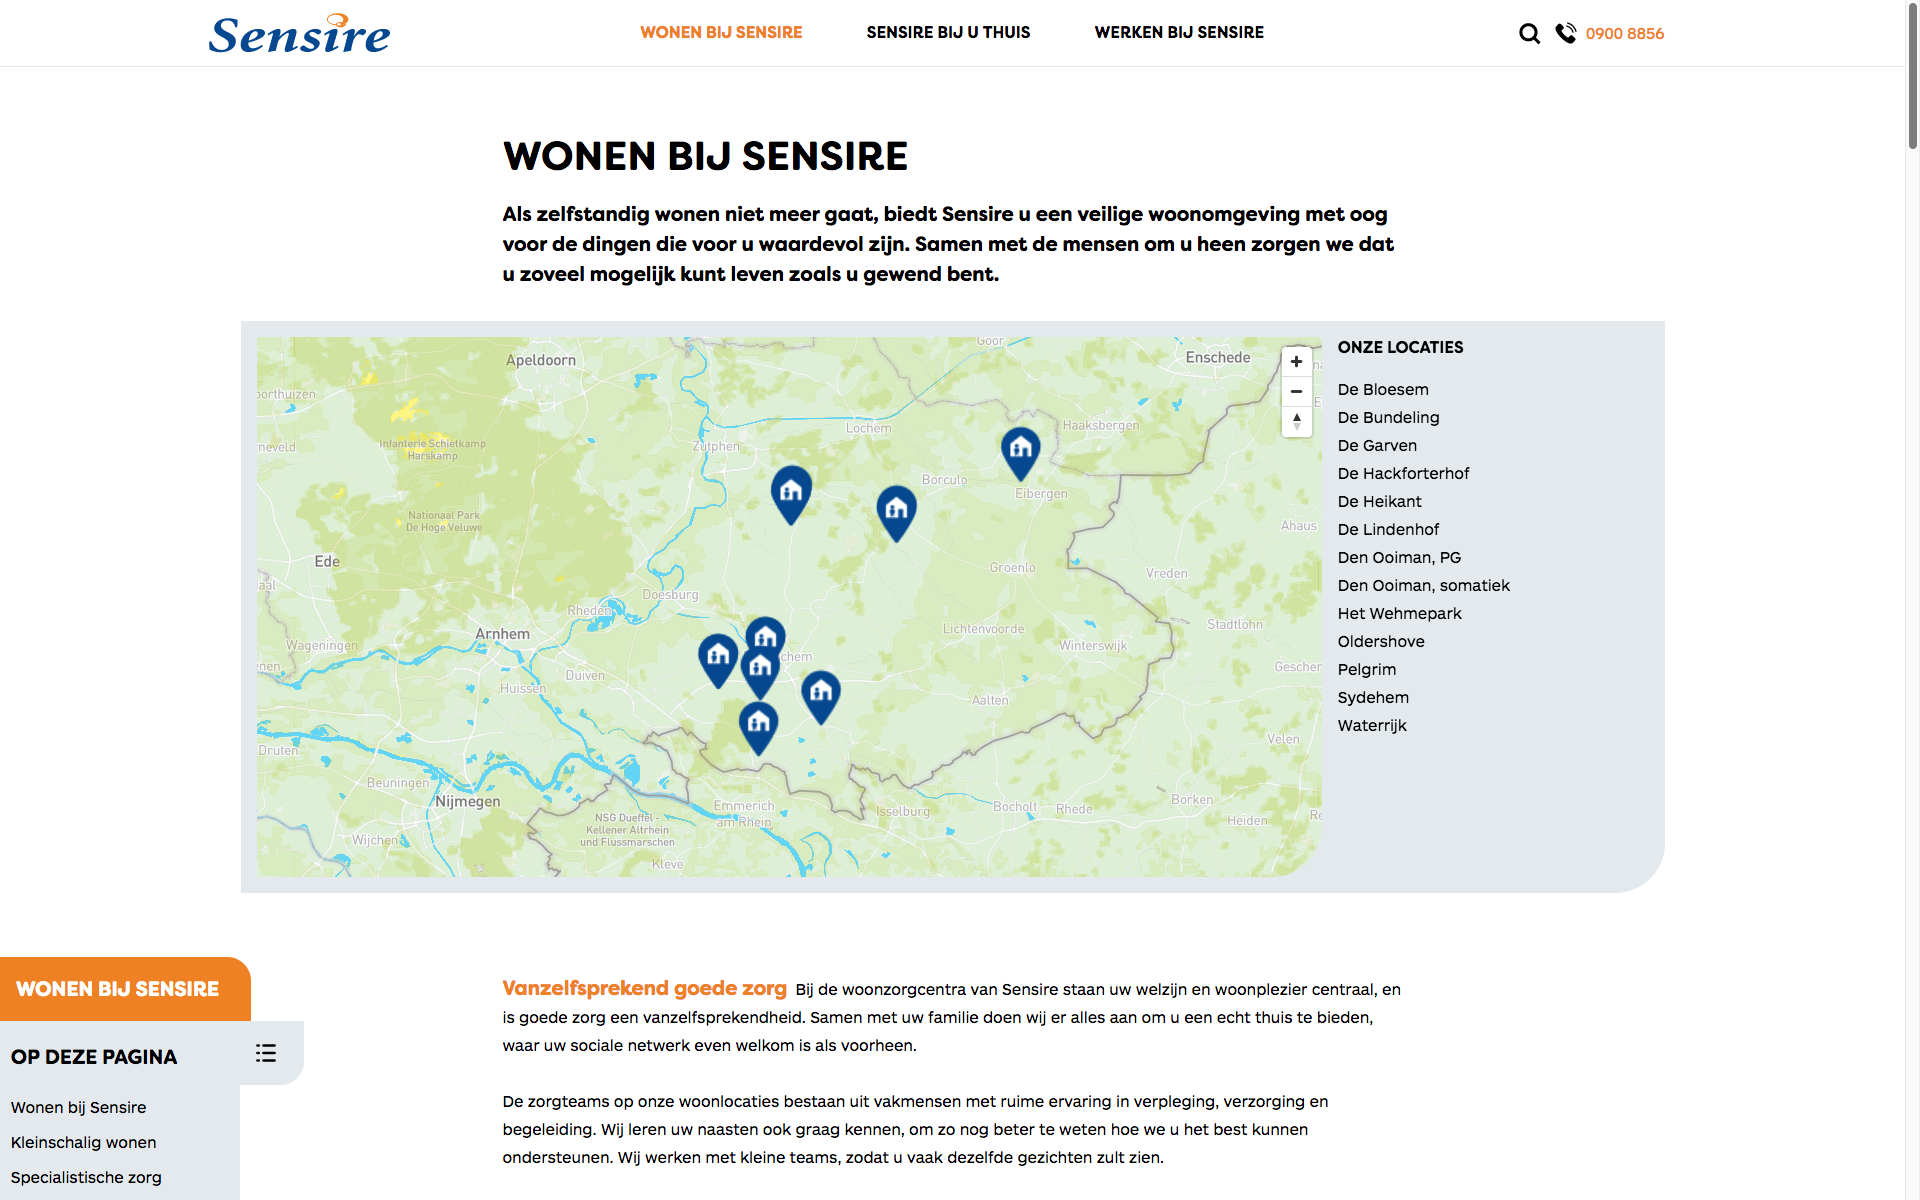 Sensire
WONEN BIJ SENSIRE
SENSIRE BIJ U THUIS
WERKEN BIJ SENSIRE
0900 8856
WONEN BIJ SENSIRE
Als zelfstandig wonen niet meer gaat, biedt Sensire u een veilige woonomgeving met oog
voor de dingen die voor u waardevol zijn. Samen met de mensen om u heen zorgen we dat
u zoveel mogelijk kunt leven zoals u gewend bent.
Goor
Apeldoorn
Enschede
orthuizen
Lochem
Haaksbergen
Infanterie Schietkamp
Harskamp
neveld
Zutphen
Borculo
Eibergen
Nationaal Park
De Hoge Veluwe
Ahaus
Ede
Groenlo
Vreden
Doesburg
Rheden
Arnhem
Lichtenvoorde
Stadtlohn
Wageningen
Winterswijk
chem
Duiven
Gescher
Huissen
Aalten
Druten
Velen
Beuningen
Nijmegen
Emmerich
am Rhein
Isselburg
Bocholt
Rhede
Borken
Heiden
NSG Dueffel -
Kellener Altrhein
und Flussmarschen
Wijchen
Kleve
+
−
ONZE LOCATIES
De Bloesem
De Bundeling
De Garven
De Hackforterhof
De Heikant
De Lindenhof
Den Ooiman, PG
Den Ooiman, somatiek
Het Wehmepark
Oldershove
Pelgrim
Sydehem
Waterrijk
WONEN BIJ SENSIRE
OP DEZE PAGINA
Wonen bij Sensire
Kleinschalig wonen
Specialistische zorg
Vanzelfsprekend goede zorg Bij de woonzorgcentra van Sensire staan uw welzijn en woonplezier centraal, en
is goede zorg een vanzelfsprekendheid. Samen met uw familie doen wij er alles aan om u een echt thuis te bieden,
waar uw sociale netwerk even welkom is als voorheen.
De zorgteams op onze woonlocaties bestaan uit vakmensen met ruime ervaring in verpleging, verzorging en
begeleiding. Wij leren uw naasten ook graag kennen, om zo nog beter te weten hoe we u het best kunnen
ondersteunen. Wij werken met kleine teams, zodat u vaak dezelfde gezichten zult zien.